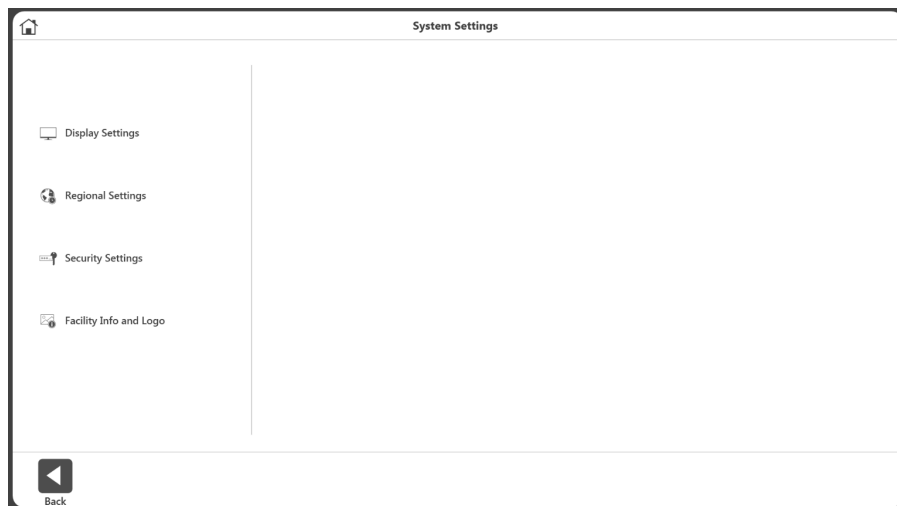 System Settings
Display Settings
Regional Settings
Security Settings
Facility Info and Logo
Back